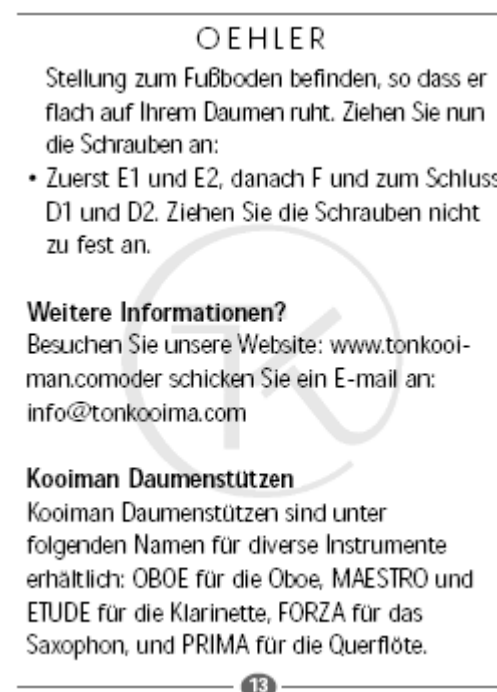 OEHLER
Stellung zum Fußboden befinden, so dass er
flach auf Ihrem Daumen ruht. Ziehen Sie nun
die Schrauben an:
• Zuerst E1 und E2, danach F und zum Schluss
D1 und D2. Ziehen Sie die Schrauben nicht
zu fest an.
Weitere Informationen?
Besuchen Sie unsere Website: www.tonkooi-
man.comoder schicken Sie ein E-mail an:
info@tonkooima.com
Kooiman Daumenstützen
Kooiman Daumenstützen sind unter
folgenden Namen für diverse Instrumente
erhältlich: OBOE für die Oboe, MAESTRO und
ETUDE für die Klarinette, FORZA für das
Saxophon, und PRIMA für die Querflöte.
13